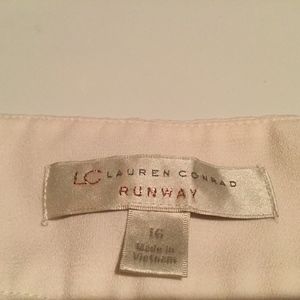 LC LAUREN CONRAD
RUNWAY
16
Made in
Vietnam